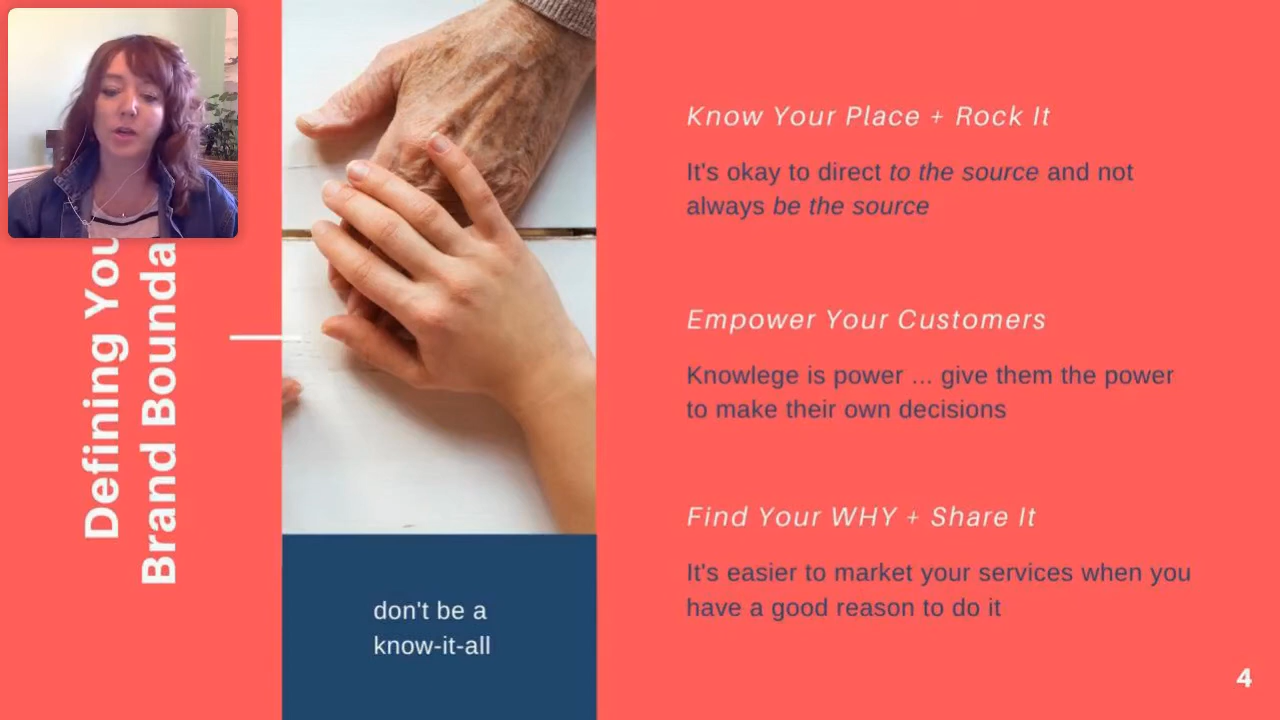 Defining You
Brand Bounda
don't be a
know-it-all
Know Your Place + Rock It
It's okay to direct to the source and not
always be the source
Empower Your Customers
Knowlege is power ... give them the power
to make their own decisions
Find Your WHY + Share It
It's easier to market your services when you
have a good reason to do it
4